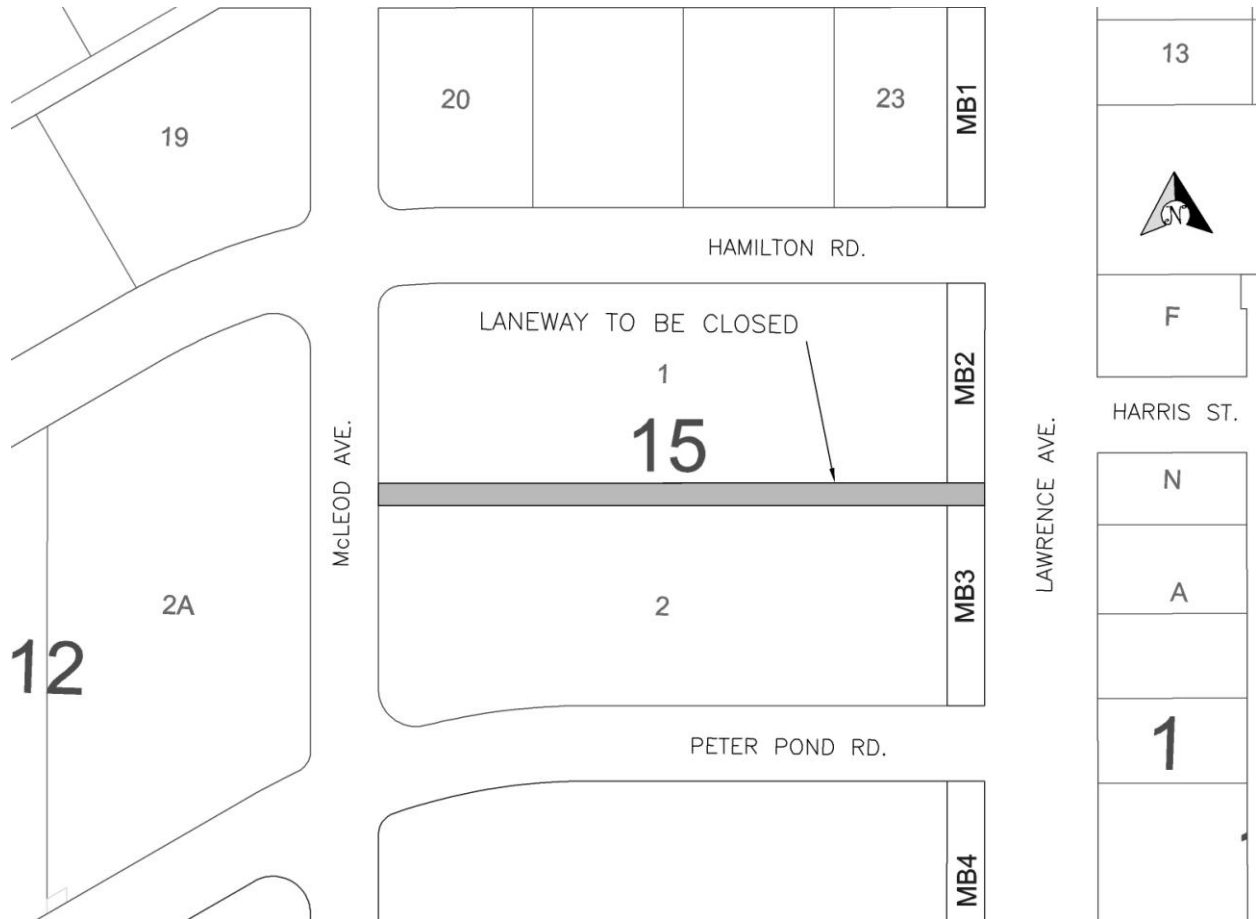 13
20
23
MB1
19
N
HAMILTON RD.
F
LANEWAY TO BE CLOSED
1
MB2
HARRIS ST.
15
McLEOD AVE.
LAWRENCE AVE.
N
2A
2
MB3
A
12
1
PETER POND RD.
MB4